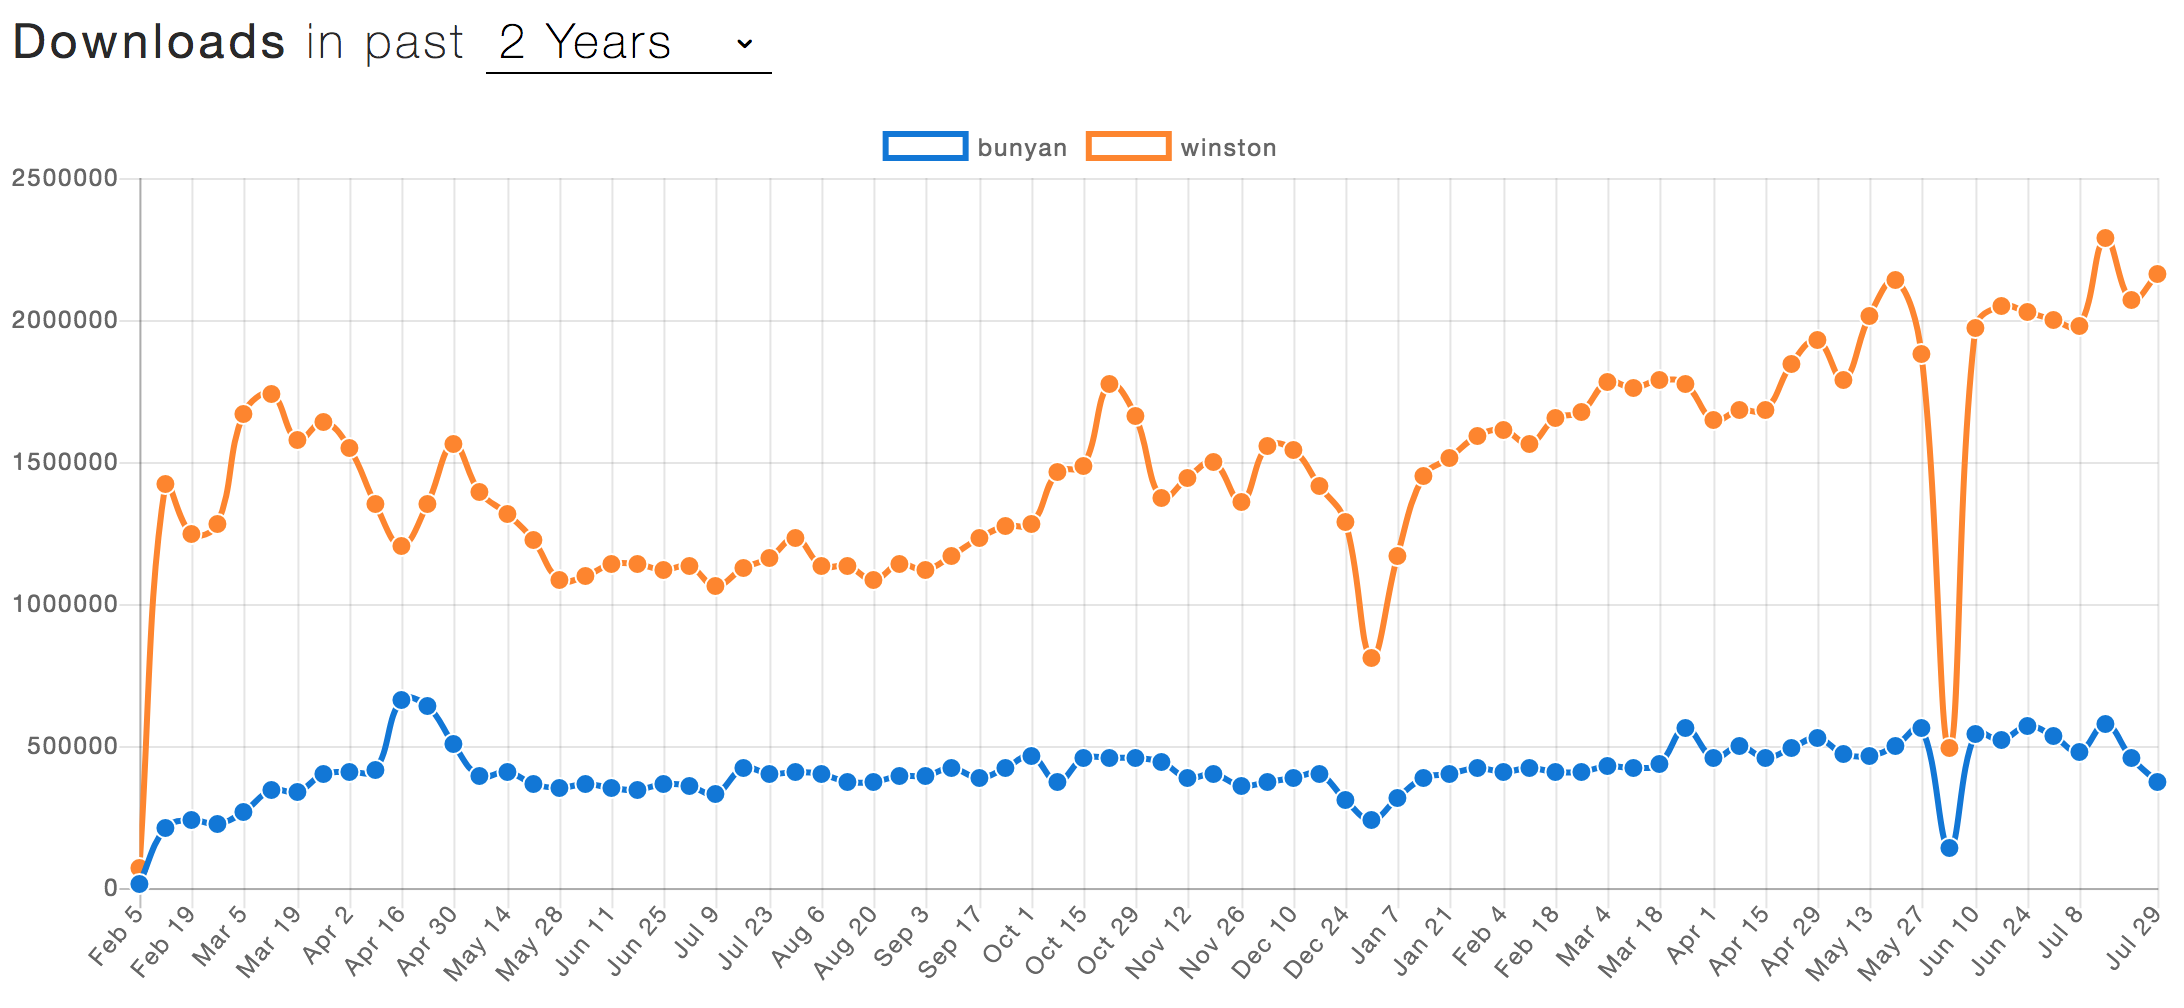 Downloads in past 2 Years
bunyan winston
2500000
2000000
1500000
1000000
500000
0
Feb 5 Feb 19 Mar 5 Mar 19 Apr 2 Apr 16 Apr 30 May 14 May 28 Jun 11 Jun 25 Jul 9 Jul 23 Aug 6 Aug 20 Sep 3 Sep 17 Oct 1 Oct 15 Oct 29 Nov 12 Nov 26 Dec 10 Dec 24 Jan 7 Jan 21 Feb 4 Feb 18 Mar 4 Mar 18 Apr 1 Apr 15 Apr 29 May 13 May 27 Jun 10 Jun 24 Jul 8 Jul 29